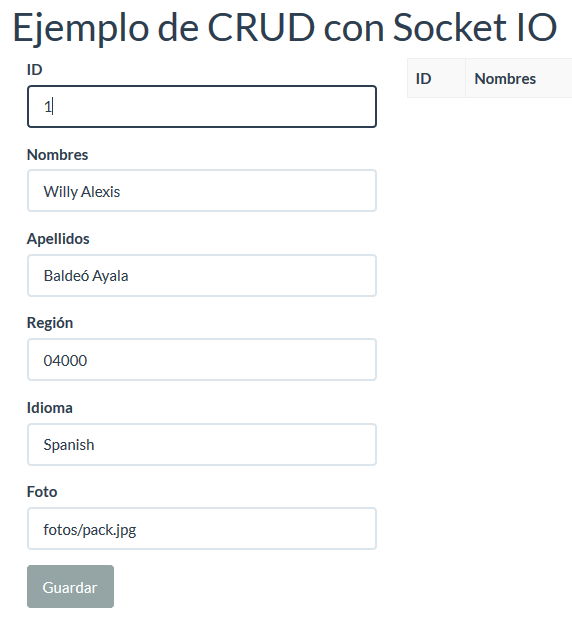 Ejemplo de CRUD con Socket IO
ID
1
Nombres
Willy Alexis
Apellidos
Baldeó Ayala
Región
04000
Idioma
Spanish
Foto
fotos/pack.jpg
Guardar
ID Nombres